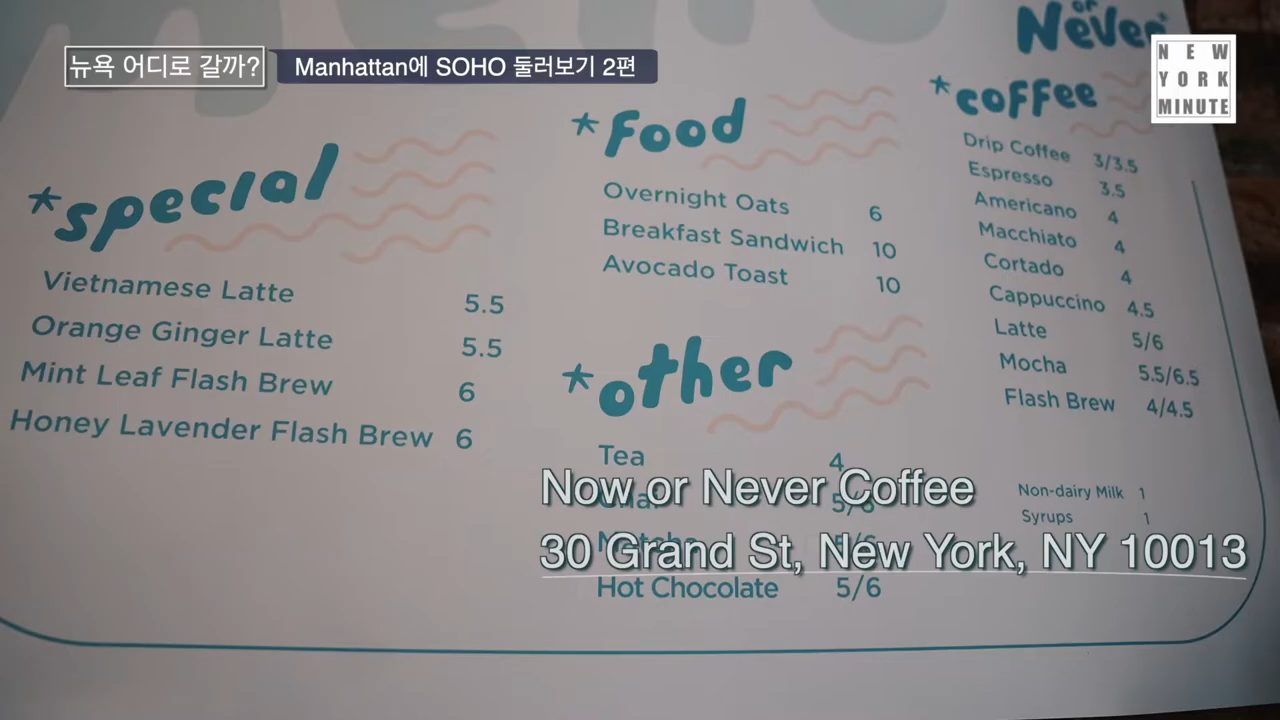 뉴욕 어디로 갈까?
Manhattan에 SOHO 둘러보기 2편
NEW
YORK
MINUTE
or
Never
*special
Vietnamese Latte 5.5
Orange Ginger Latte 5.5
Mint Leaf Flash Brew 6
Honey Lavender Flash Brew 6
*Food
Overnight Oats 6
Breakfast Sandwich 10
Avocado Toast 10
*other
Tea 4
Hot Chocolate 5/6
*coffee
Drip Coffee 3/3.5
Espresso 3.5
Americano 4
Macchiato 4
Cortado 4
Cappuccino 4.5
Latte 5/6
Mocha 5.5/6.5
Flash Brew 4/4.5
Non-dairy Milk 1
Syrups 1
Now or Never Coffee
30 Grand St, New York, NY 10013